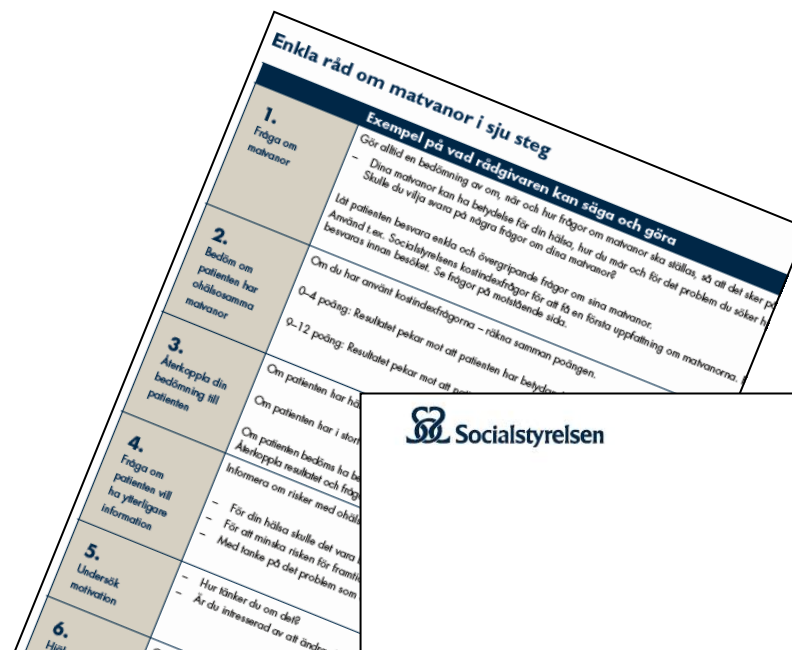 Enkla råd om matvanor i sju steg
Exempel på vad rådgivaren kan säga och göra
1.
Fråga om
matvanor
Gör alltid en bedömning av om, när och hur frågor om matvanor ska ställas, så att det sker
– Dina matvanor kan ha betydelse för din hälsa, hur du mår och för det problem du söker
Skulle du vilja svara på några frågor om dina matvanor?
Låt patienten besvara enkla och övergripande frågor om sina matvanor.
Använd t.ex. Socialstyrelsens kostindexfrågor för att få en första uppfattning om matvanorna.
besvaras innan besöket. Se frågor på motstående sida.
2.
Bedöm om
patienten har
ohälsosamma
matvanor
Om du har använt kostindexfrågorna – räkna samman poängen.
0–4 poäng: Resultatet pekar mot att patienten har
9–12 poäng: Resultatet pekar mot att
3.
Återkoppla din
bedömning till
patienten
Om patienten har
Om patienten har i stort
Om patienten bedöms ha
Återkoppla resultatet och
4.
Fråga om
patienten vill
ha ytterligare
information
Informera om risker med
– För din hälsa skulle det vara
– För att minska risken för
– Med tanke på det problem som
5.
Undersök
motivation
– Hur tänker du om det?
– Är du intresserad av att
6.
Socialstyrelsen